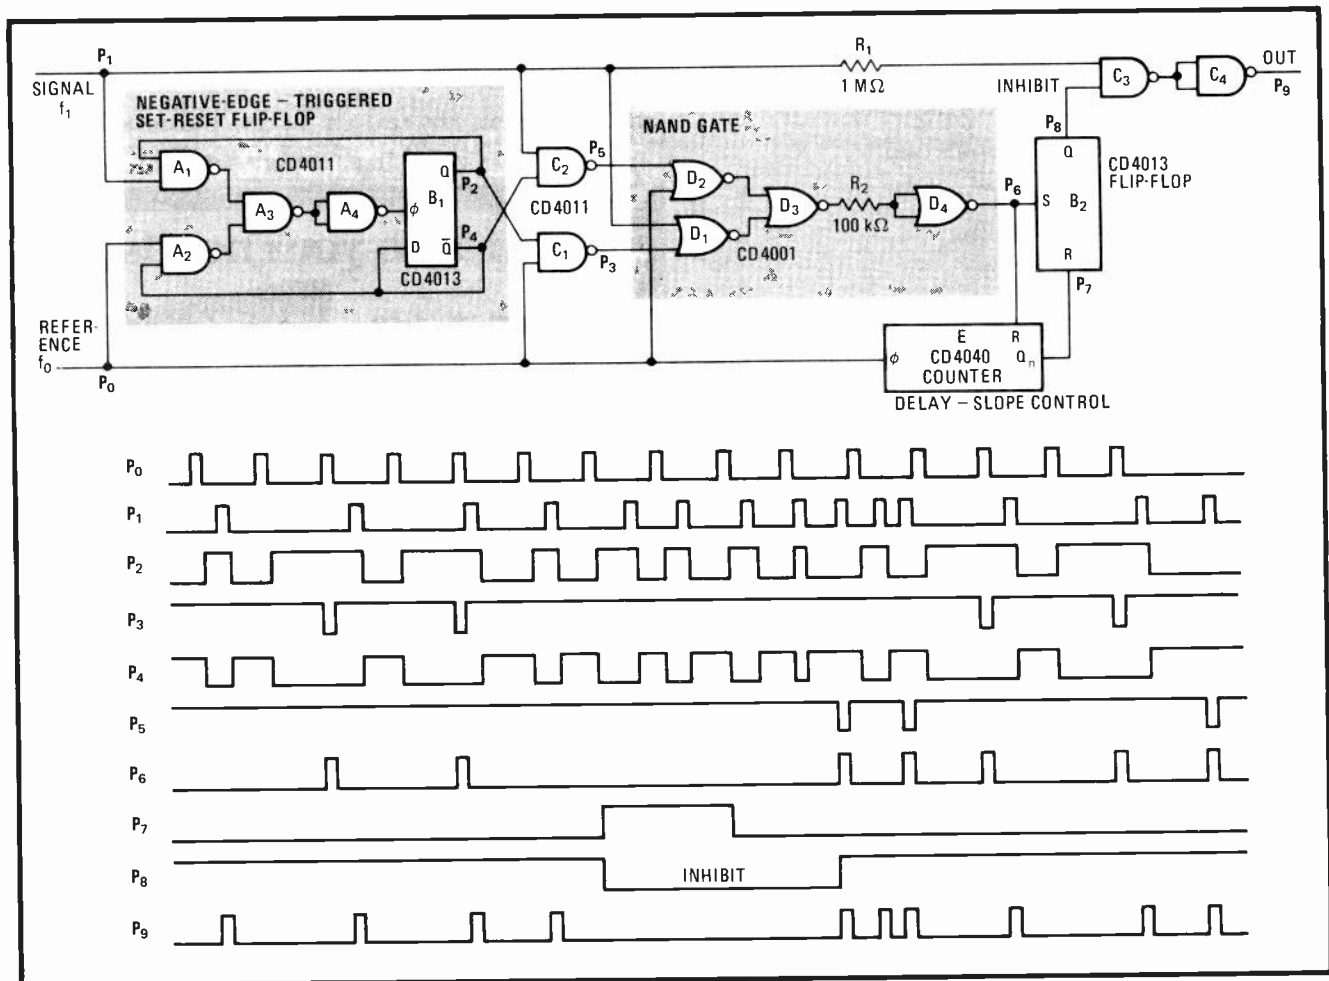 P1
SIGNAL
f1
NEGATIVE-EDGE – TRIGGERED
SET-RESET FLIP-FLOP
CD4011
A1
A2
A3
A4
Q
B1
φ
D
Q̅
CD4013
P2
P4
C2
P5
CD4011
C1
P3
NAND GATE
D2
D1
D3
CD4001
R2
100 kΩ
D4
P6
R1
1 MΩ
INHIBIT
C3
C4
OUT
P9
P8
Q
S
B2
R
CD4013
FLIP-FLOP
P7
REFER-
ENCE
f0
P0
E
φ
R
CD4040
Qn
COUNTER
DELAY – SLOPE CONTROL
P0
P1
P2
P3
P4
P5
P6
P7
P8
INHIBIT
P9